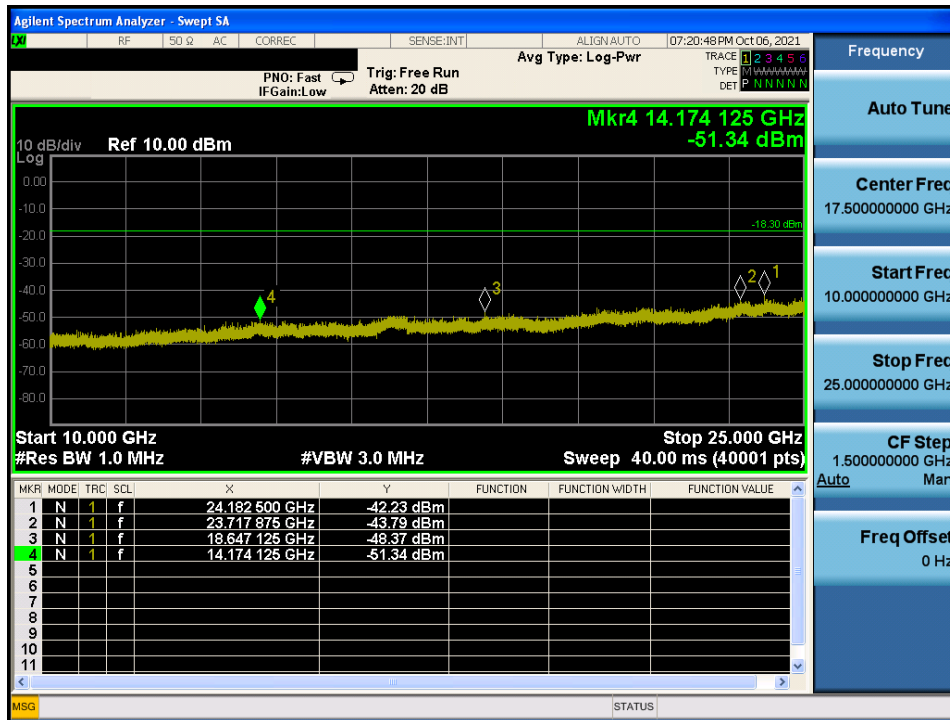 Agilent Spectrum Analyzer - Swept SA
LXI RF 50 Ω AC CORREC SENSE:INT ALIGN AUTO 07:20:48 PM Oct 06, 2021
PNO: Fast
IFGain:Low
Trig: Free Run
Atten: 20 dB
Avg Type: Log-Pwr
TRACE 1 2 3 4 5 6
TYPE M W W W W W
DET P N N N N N
Mkr4 14.174 125 GHz
-51.34 dBm
10 dB/div
Log
Ref 10.00 dBm
0.00
-10.0
-20.0
-30.0
-40.0
-50.0
-60.0
-70.0
-80.0
-18.30 dBm
4
3
2
1
Start 10.000 GHz
Stop 25.000 GHz
#Res BW 1.0 MHz
#VBW 3.0 MHz
Sweep 40.00 ms (40001 pts)
MKR MODE TRC SCL X Y FUNCTION FUNCTION WIDTH FUNCTION VALUE
1 N 1 f 24.182 500 GHz -42.23 dBm
2 N 1 f 23.717 875 GHz -43.79 dBm
3 N 1 f 18.647 125 GHz -48.37 dBm
4 N 1 f 14.174 125 GHz -51.34 dBm
5
6
7
8
9
10
11
MSG
STATUS
Frequency
Auto Tune
Center Freq
17.500000000 GHz
Start Freq
10.000000000 GHz
Stop Freq
25.000000000 GHz
CF Step
1.500000000 GHz
Auto Man
Freq Offset
0 Hz